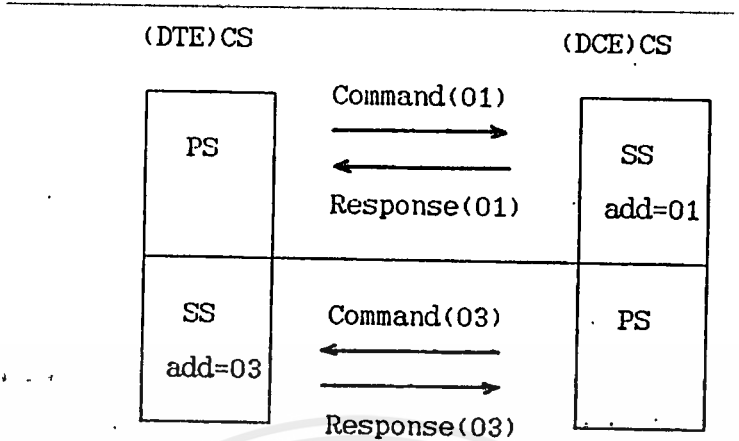 (DTE)CS (DCE)CS
Command(01)
PS SS
Response(01) add=01
SS Command(03) PS
add=03
Response(03)